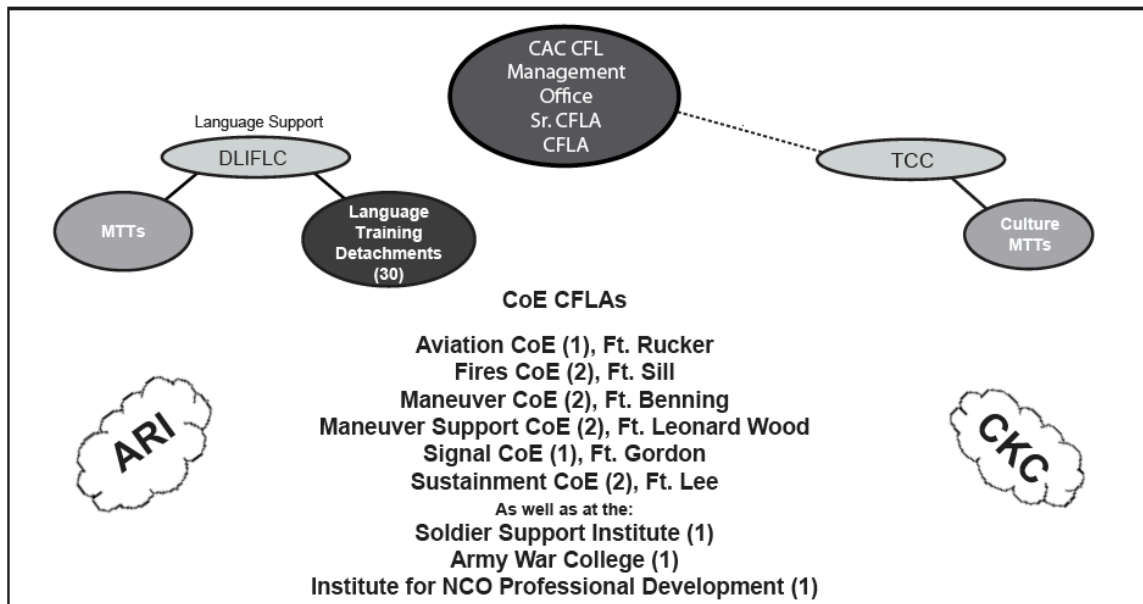 CAC CFL
Management
Office
Sr. CFLA
CFLA
Language Support
DLIFLC
TCC
MTTs
Language
Training
Detachments
(30)
Culture
MTTs
CoE CFLAs
Aviation CoE (1), Ft. Rucker
Fires CoE (2), Ft. Sill
Maneuver CoE (2), Ft. Benning
Maneuver Support CoE (2), Ft. Leonard Wood
Signal CoE (1), Ft. Gordon
Sustainment CoE (2), Ft. Lee
As well as at the:
Soldier Support Institute (1)
Army War College (1)
Institute for NCO Professional Development (1)
ARI
CKC